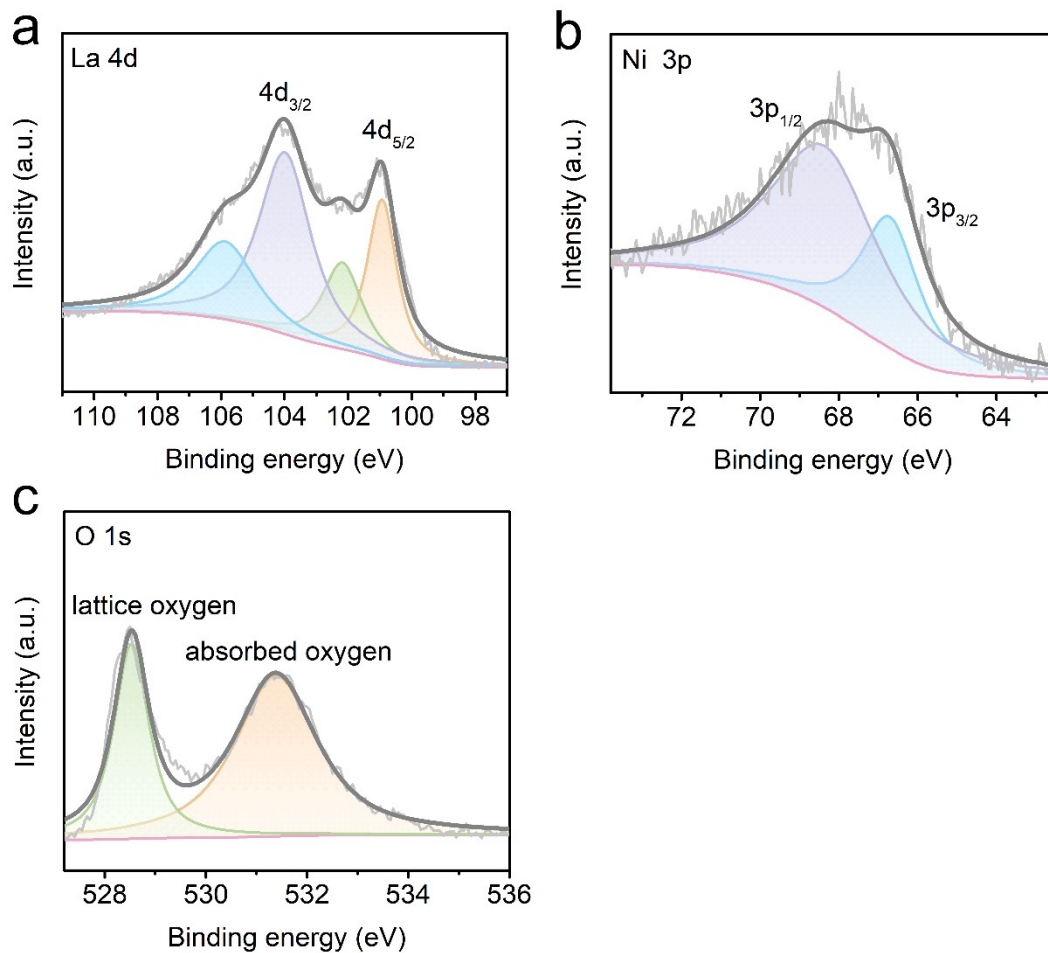 a
La 4d
4d3/2
4d5/2
Intensity (a.u.)
110 108 106 104 102 100 98
Binding energy (eV)
b
Ni 3p
3p1/2
3p3/2
Intensity (a.u.)
72 70 68 66 64
Binding energy (eV)
c
O 1s
lattice oxygen
absorbed oxygen
Intensity (a.u.)
528 530 532 534 536
Binding energy (eV)